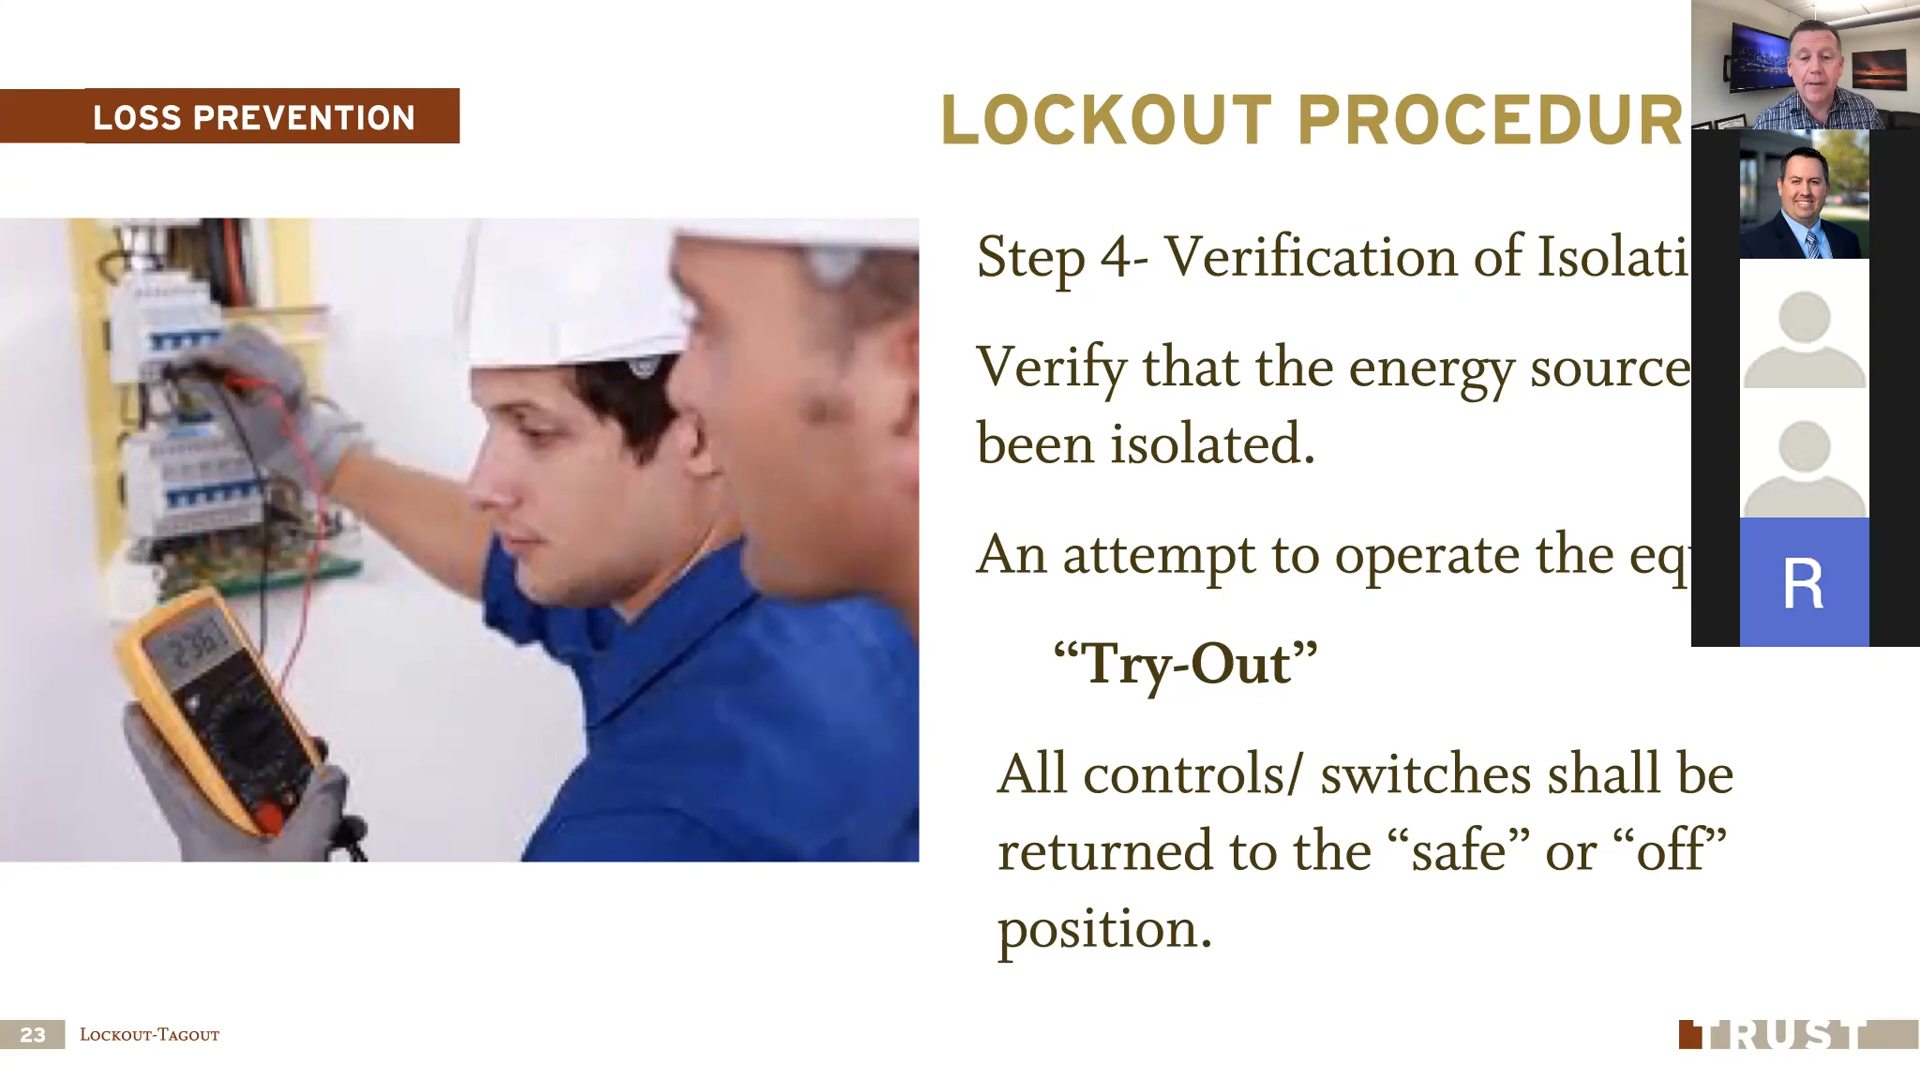 LOSS PREVENTION
LOCKOUT PROCEDUR
Step 4- Verification of Isolati
Verify that the energy source
been isolated.
An attempt to operate the eq
“Try-Out”
All controls/ switches shall be
returned to the “safe” or “off”
position.
R
23
Lockout-Tagout
TRUST